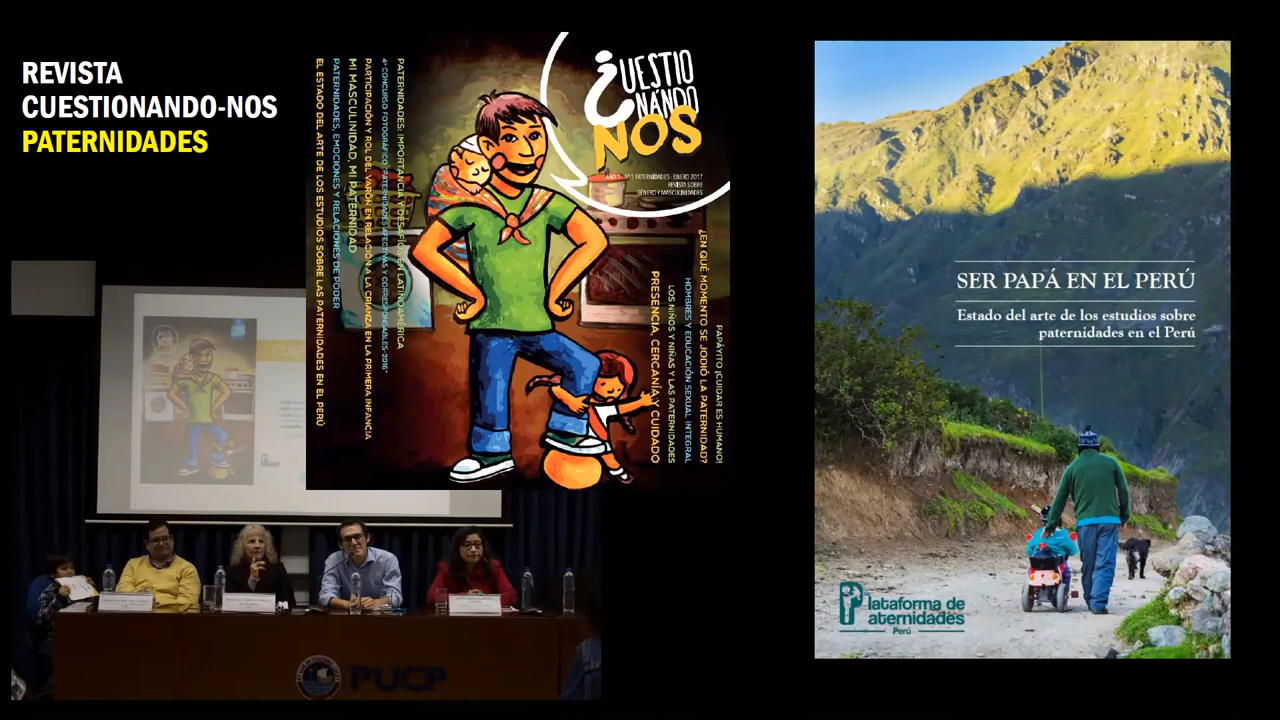 REVISTA
CUESTIONANDO-NOS
PATERNIDADES
¿UESTIO
NANDO
NOS
AÑO 3 - N° 5 PATERNIDADES - ENERO 2017
REVISTA SOBRE
GÉNERO Y MASCULINIDADES
PATERNIDADES: IMPORTANCIA Y DESAFÍOS EN LATINOAMÉRICA
4° CONCURSO FOTOGRÁFICO "PATERNIDADES AFECTIVAS Y CORRESPONSABLES-2016"
PARTICIPACIÓN Y ROL DEL VARÓN EN RELACIÓN A LA CRIANZA EN LA PRIMERA INFANCIA
MI MASCULINIDAD, MI PATERNIDAD
PATERNIDADES, EMOCIONES Y RELACIONES DE PODER
EL ESTADO DEL ARTE DE LOS ESTUDIOS SOBRE LAS PATERNIDADES EN EL PERÚ
PAPÁYITO ¡CUIDAR ES HUMANO!
¿EN QUÉ MOMENTO SE JODIÓ LA PATERNIDAD?
HOMBRES Y EDUCACIÓN SEXUAL INTEGRAL
LOS NIÑOS Y NIÑAS Y LAS PATERNIDADES
PRESENCIA, CERCANÍA Y CUIDADO
PUCP
SER PAPÁ EN EL PERÚ
Estado del arte de los estudios sobre
paternidades en el Perú
Plataforma de
Paternidades
Perú